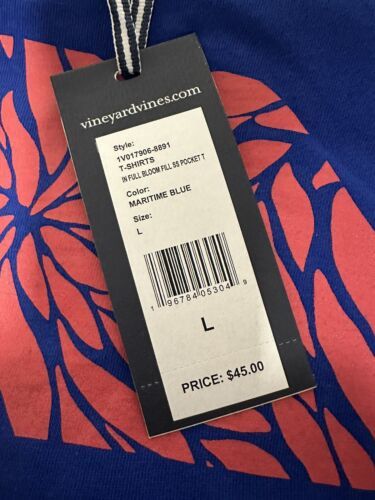 vineyardvines.com
Style:
1V017906-8891
T-SHIRTS
IN FULL BLOOM FILL SS POCKET T
Color:
MARITIME BLUE
Size:
L
1 96784 05304 9
L
PRICE: $45.00